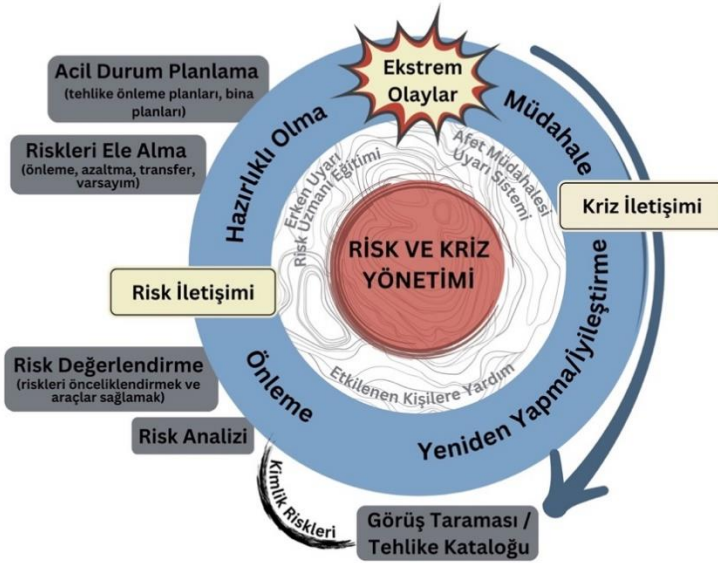 Ekstrem
Olaylar
Acil Durum Planlama
(tehlike önleme planları, bina
planları)
Riskleri Ele Alma
(önleme, azaltma, transfer,
varsayım)
Hazırlıklı Olma
Müdahale
Erken Uyarı
Risk Uzmanı Eğitimi
Afet Müdahalesi
Uyarı Sistemi
Kriz İletişimi
RİSK VE KRİZ
YÖNETİMİ
Risk İletişimi
Risk Değerlendirme
(riskleri önceliklendirmek ve
araçlar sağlamak)
Önleme
Etkilenen Kişilere Yardım
Yeniden Yapma/İyileştirme
Risk Analizi
Kimlik Riskleri
Görüş Taraması /
Tehlike Kataloğu